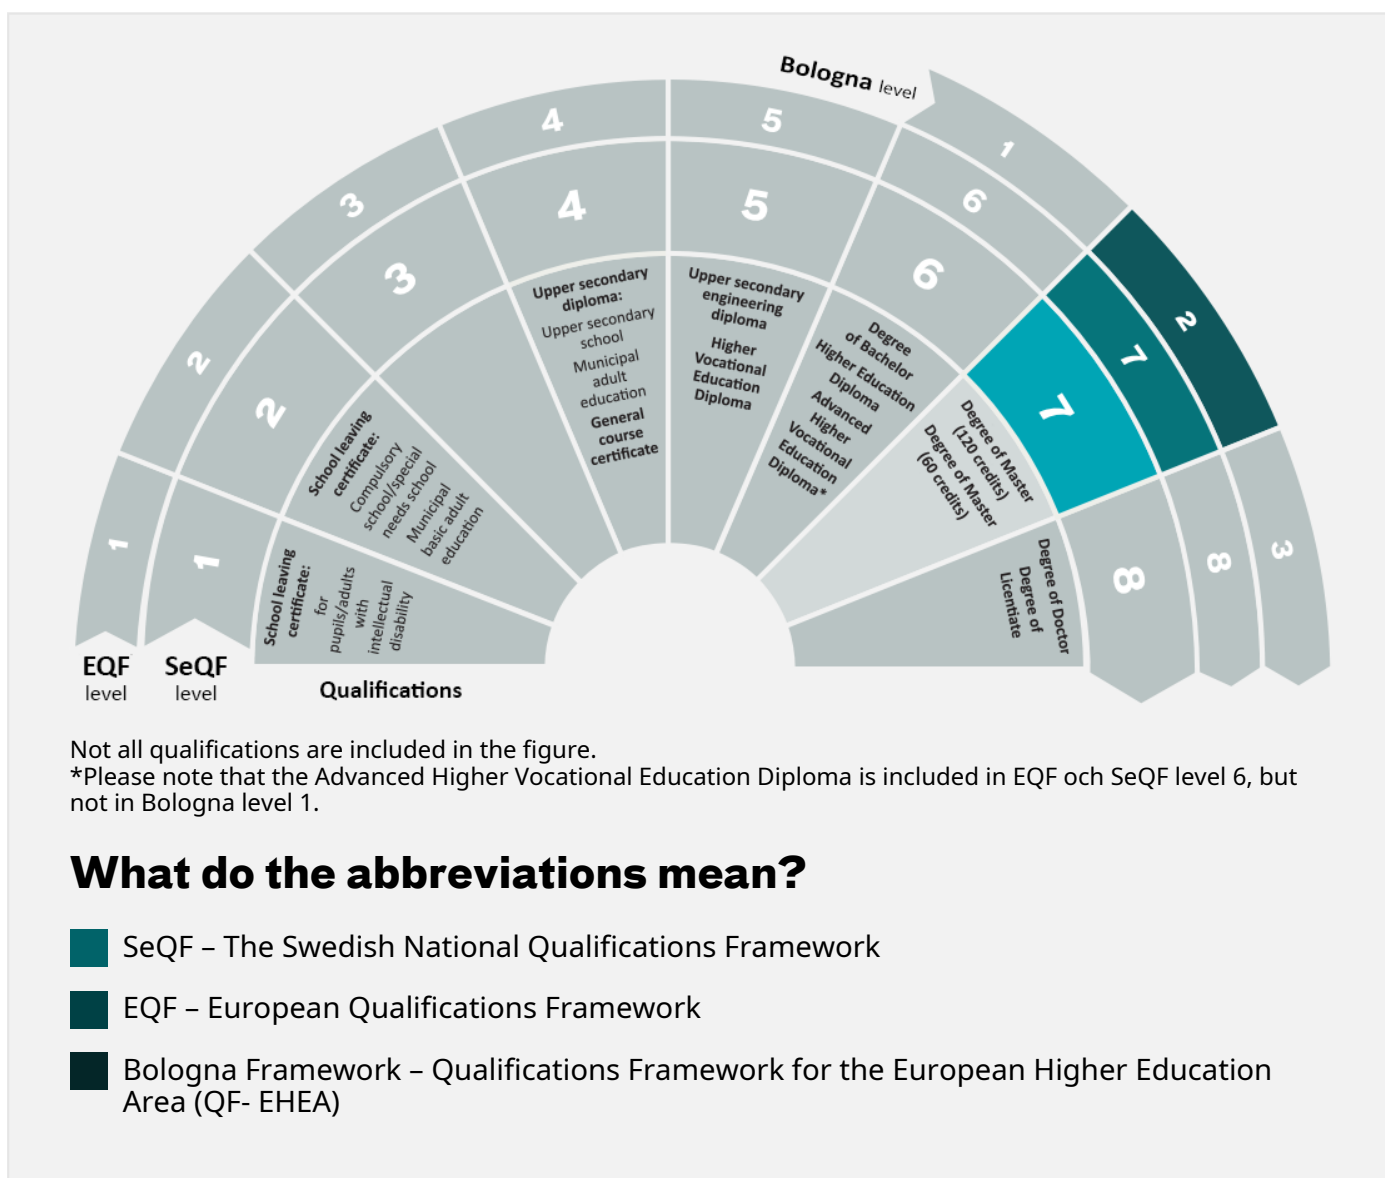 Bologna level
1
2
3
4
5
1
2
3
1
2
3
4
5
6
7
8
6
7
8
School leaving
certificate:
for
pupils/adults
with
intellectual
disability
School leaving
certificate:
Compulsory
school/special
needs school
Municipal
basic adult
education
Upper secondary
diploma:
Upper secondary
school
Municipal
adult
education
General
course
certificate
Upper secondary
engineering
diploma
Higher
Vocational
Education
Diploma
Degree
of Bachelor
Higher Education
Diploma
Advanced
Higher
Vocational
Education
Diploma*
Degree of Master
(120 credits)
Degree of Master
(60 credits)
Degree of Doctor
Degree of
Licentiate
EQF
level
SeQF
level
Qualifications
Not all qualifications are included in the figure.
*Please note that the Advanced Higher Vocational Education Diploma is included in EQF och SeQF level 6, but
not in Bologna level 1.
What do the abbreviations mean?
SeQF – The Swedish National Qualifications Framework
EQF – European Qualifications Framework
Bologna Framework – Qualifications Framework for the European Higher Education
Area (QF- EHEA)